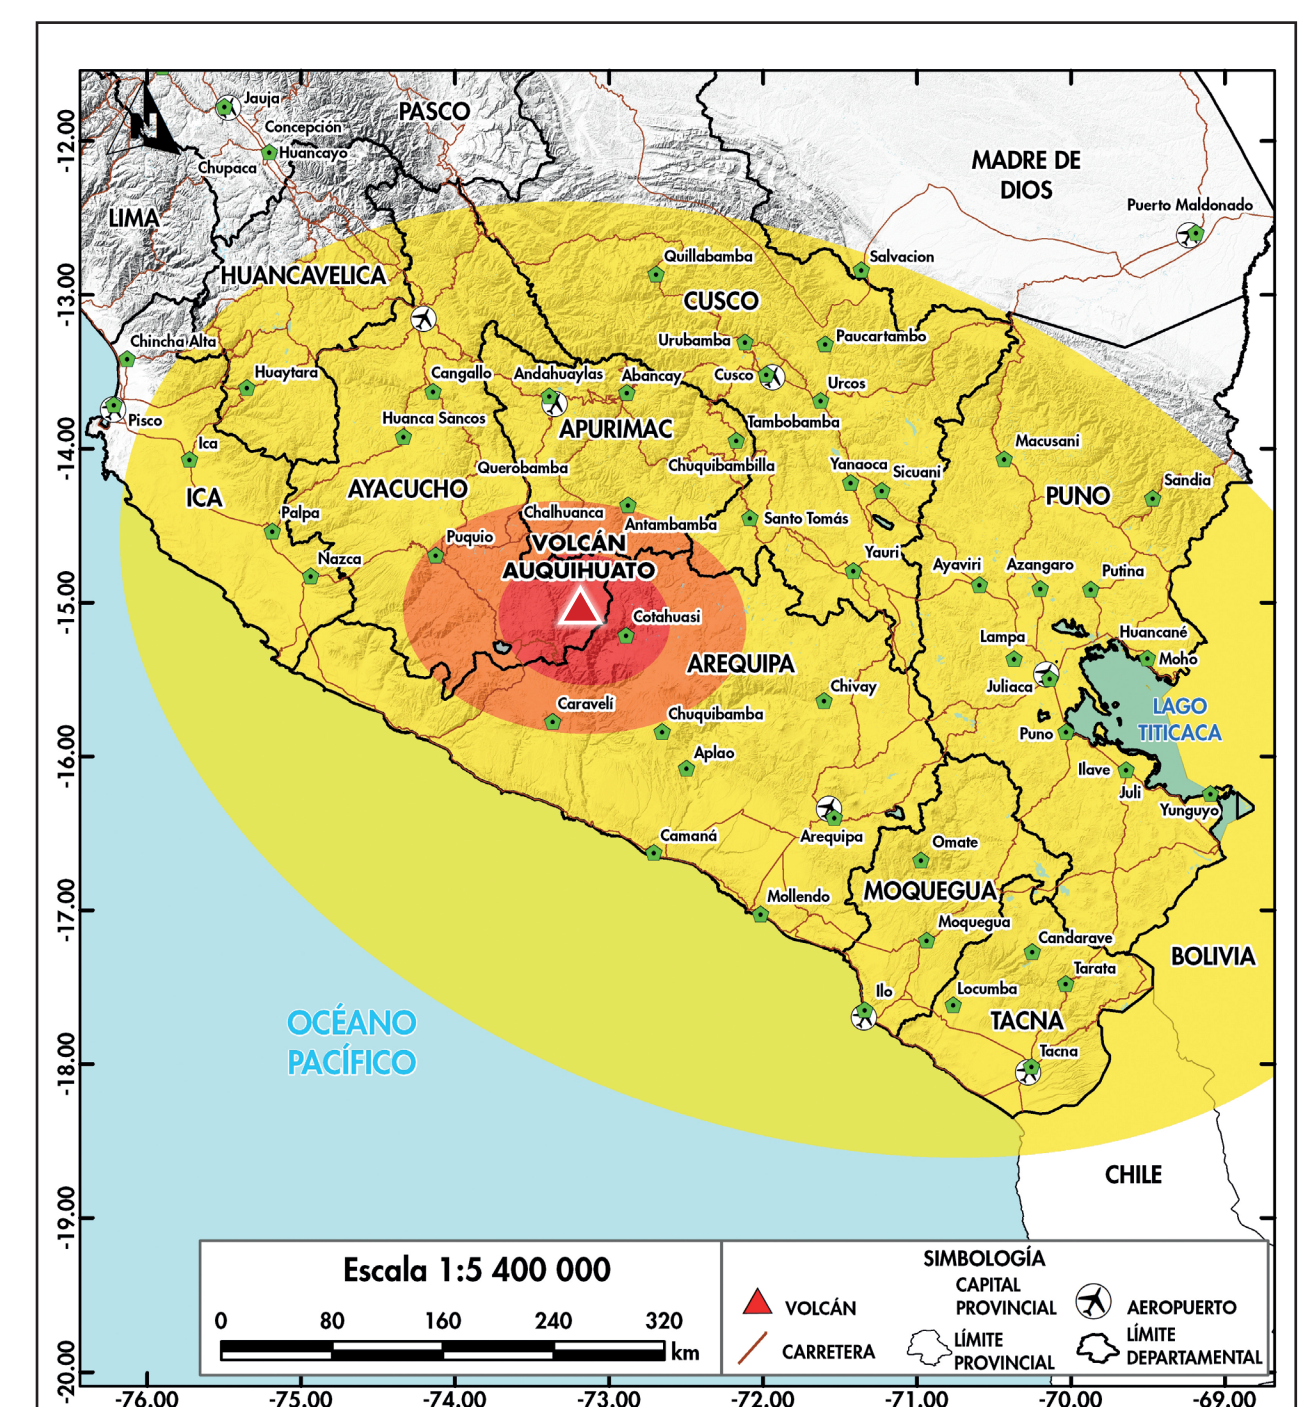 N
Jauja
Concepción
Huancayo
Chupaca
PASCO
LIMA
MADRE DE
DIOS
Puerto Maldonado
HUANCAVELICA
Quillabamba
Salvacion
CUSCO
Chincha Alta
Urubamba
Paucartambo
Huaytara
Cangallo
Andahuaylas
Abancay
Cusco
Urcos
Pisco
Huanca Sancos
APURIMAC
Tambobamba
Ica
Querobamba
Chuquibambilla
Yanaoca
Sicuani
Macusani
Sandia
ICA
AYACUCHO
PUNO
Palpa
Chalhuanca
Antambamba
Santo Tomás
Nazca
Puquio
VOLCÁN
AUQUIHUATO
Yauri
Ayaviri
Azangaro
Putina
Cotahuasi
Lampa
Huancané
Moho
AREQUIPA
Juliaca
Chivay
Caravelí
Chuquibamba
LAGO
TITICACA
Puno
Aplao
Ilave
Juli
Yunguyo
Camaná
Arequipa
Omate
MOQUEGUA
Mollendo
Moquegua
Candarave
BOLIVIA
Tarata
Ilo
Locumba
TACNA
Tacna
OCÉANO
PACÍFICO
CHILE
-12.00
-13.00
-14.00
-15.00
-16.00
-17.00
-18.00
-19.00
-20.00
Escala 1:5 400 000
0 80 160 240 320
km
SIMBOLOGÍA
VOLCÁN
CAPITAL
PROVINCIAL
AEROPUERTO
CARRETERA
LÍMITE
PROVINCIAL
LÍMITE
DEPARTAMENTAL
-76.00 -75.00 -74.00 -73.00 -72.00 -71.00 -70.00 -69.00